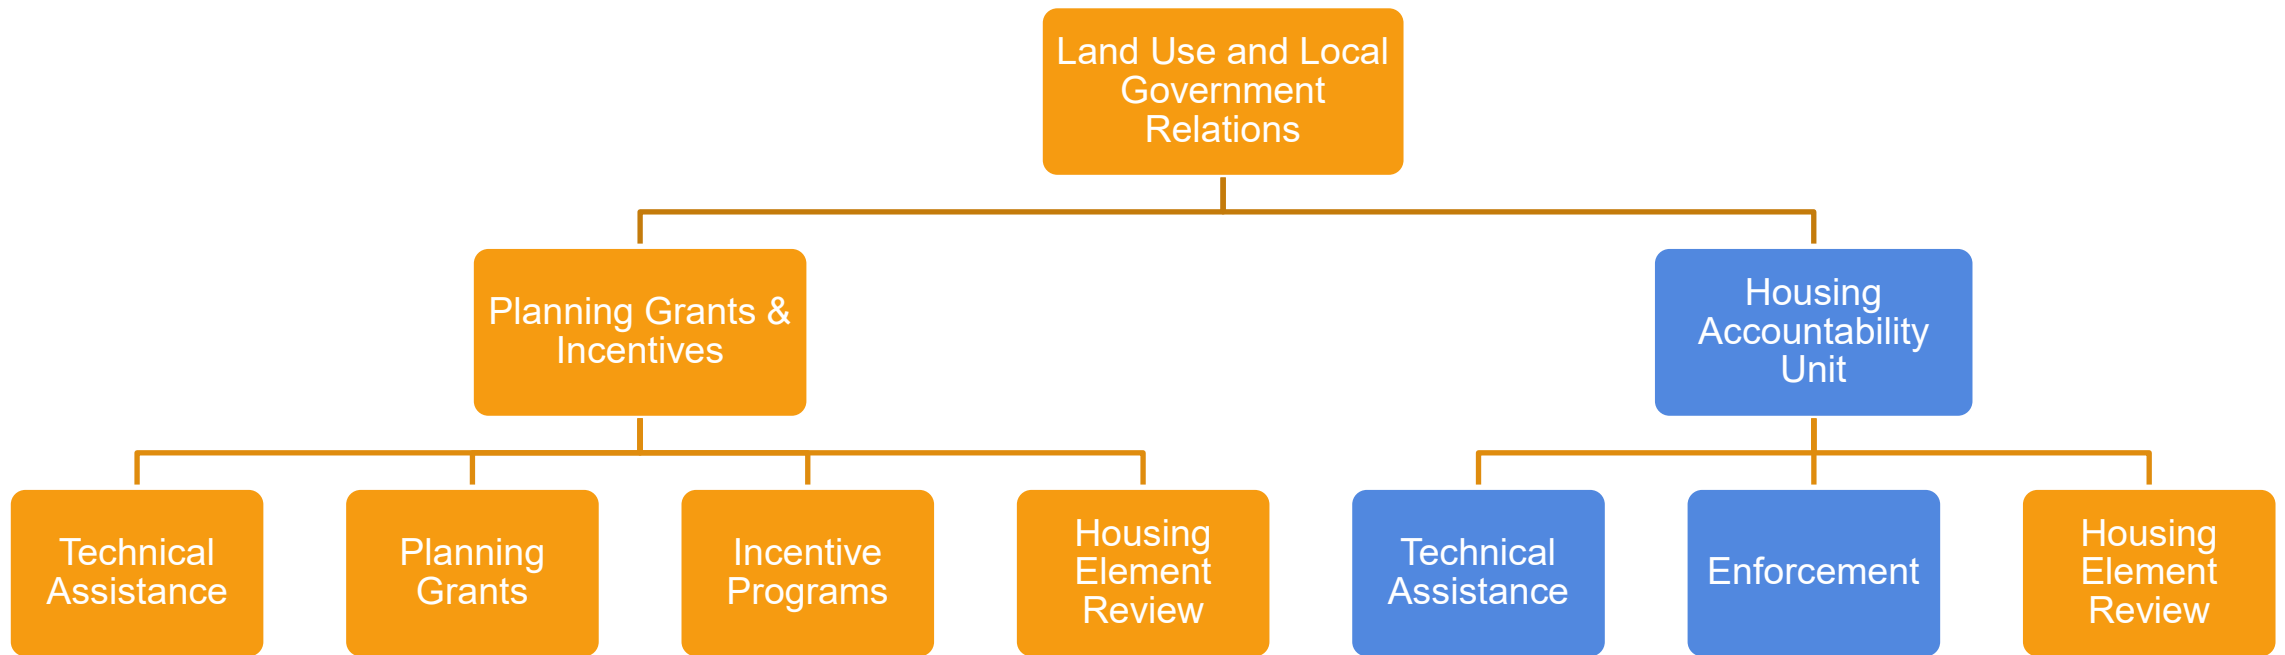 Land Use and Local
Government
Relations
Planning Grants &
Incentives
Housing
Accountability
Unit
Technical
Assistance
Planning
Grants
Incentive
Programs
Housing
Element
Review
Technical
Assistance
Enforcement
Housing
Element
Review